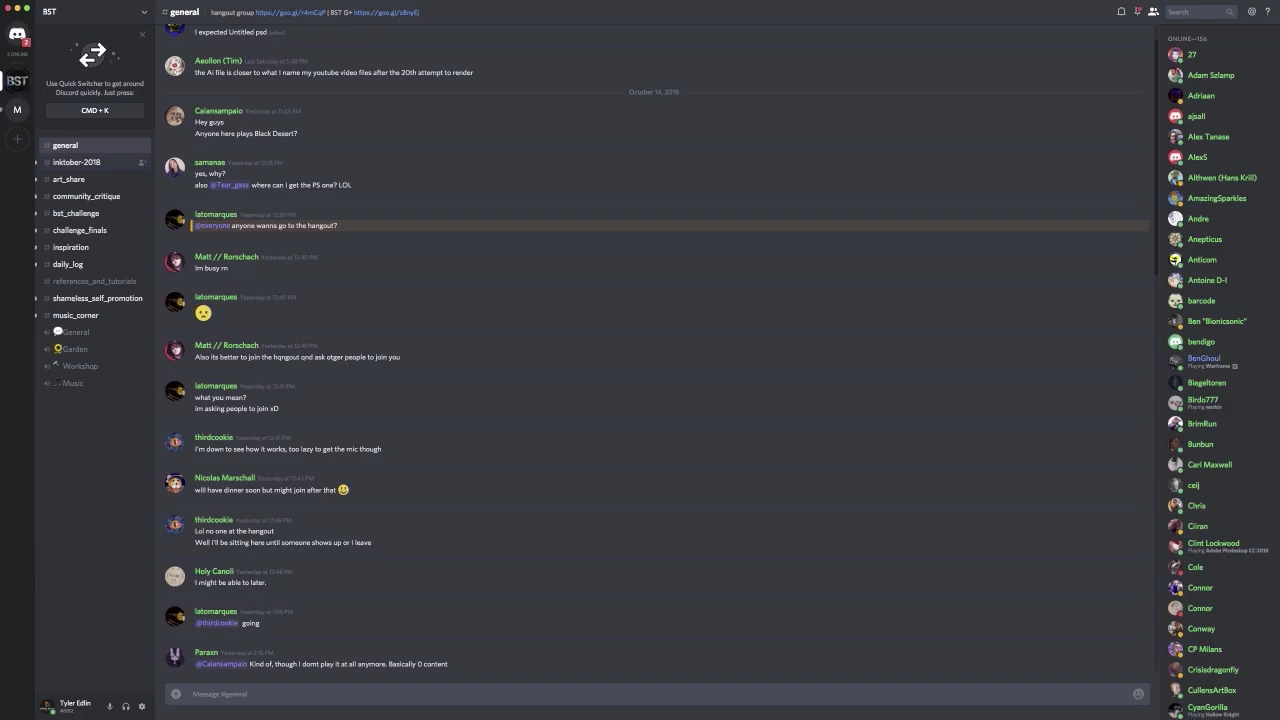 BST
general
hangout group https://goo.gl/r4mCqP | BST G+ https://goo.gl/sBnyEj
Search
2
2 ONLINE
BST
M
Use Quick Switcher to get around
Discord quickly. Just press:
CMD + K
general
inktober-2018
art_share
community_critique
bst_challenge
challenge_finals
inspiration
daily_log
references_and_tutorials
shameless_self_promotion
music_corner
General
Garden
Workshop
Music
Tyler Edlin
I expected Untitled psd (edited)
Aeollon (Tim) Last Saturday at 5:48 PM
the Ai file is closer to what I name my youtube video files after the 20th attempt to render
October 14, 2018
Caiansampaio Yesterday at 11:43 AM
Hey guys
Anyone here plays Black Desert?
samanae Yesterday at 12:18 PM
yes, why?
also @Tear_gass where can I get the PS one? LOL
latomarques Yesterday at 12:39 PM
@everyone anyone wanna go to the hangout?
Matt // Rorschach Yesterday at 12:40 PM
Im busy rn
latomarques Yesterday at 12:40 PM
Matt // Rorschach Yesterday at 12:40 PM
Also its better to join the hqngout qnd ask otger people to join you
latomarques Yesterday at 12:41 PM
what you mean?
im asking people to join xD
thirdcookie Yesterday at 12:41 PM
I'm down to see how it works, too lazy to get the mic though
Nicolas Marschall Yesterday at 12:42 PM
will have dinner soon but might join after that
thirdcookie Yesterday at 12:48 PM
Lol no one at the hangout
Well i'll be sitting here until someone shows up or I leave
Holy Canoli Yesterday at 12:48 PM
I might be able to later.
latomarques Yesterday at 1:05 PM
@thirdcookie going
Paraxn Yesterday at 2:16 PM
@Caiansampaio Kind of, though I domt play it at all anymore. Basically 0 content
Message #general
ONLINE—156
27
Adam Szlamp
Adriaan
ajsall
Alex Tanase
AlexS
Althwen (Hans Krill)
AmazingSparkles
Andre
Anepticus
Anticom
Antoine D-I
barcode
Ben "Bionicsonic"
bendigo
BenGhoul
Playing Warframe
Biegeltoren
Birdo777
Playing workin
BrimRun
Bunbun
Carl Maxwell
ceij
Chris
Ciiran
Clint Lockwood
Playing Adobe Photoshop CC 2018
Cole
Connor
Connor
Conway
CP Milans
Crisisdragonfly
CullensArtBox
CyanGorilla
Playing Hollow Knight